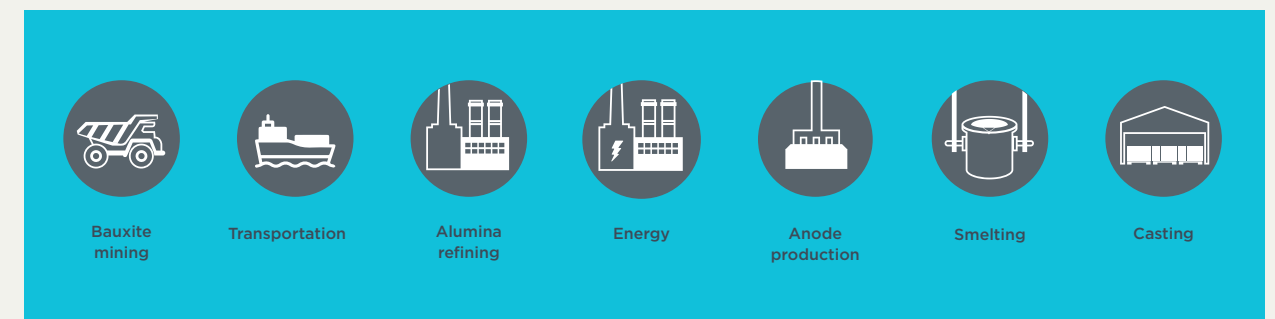 Bauxite
mining
Transportation
Alumina
refining
Energy
Anode
production
Smelting
Casting